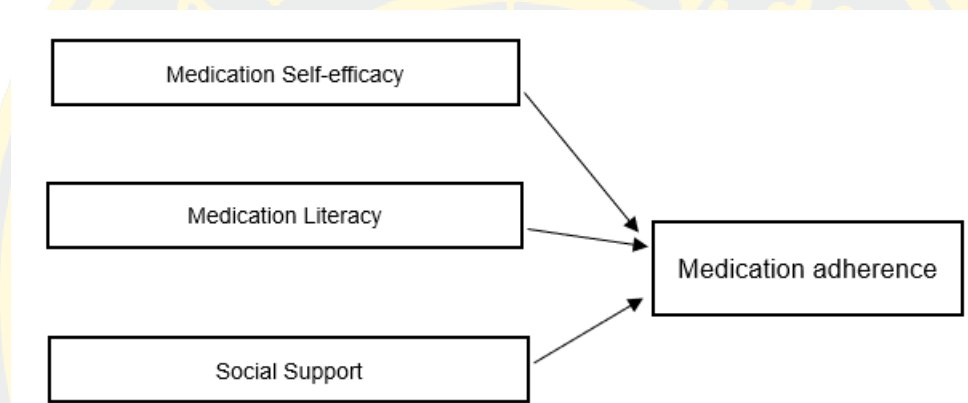 Medication Self-efficacy
Medication Literacy
Medication adherence
Social Support